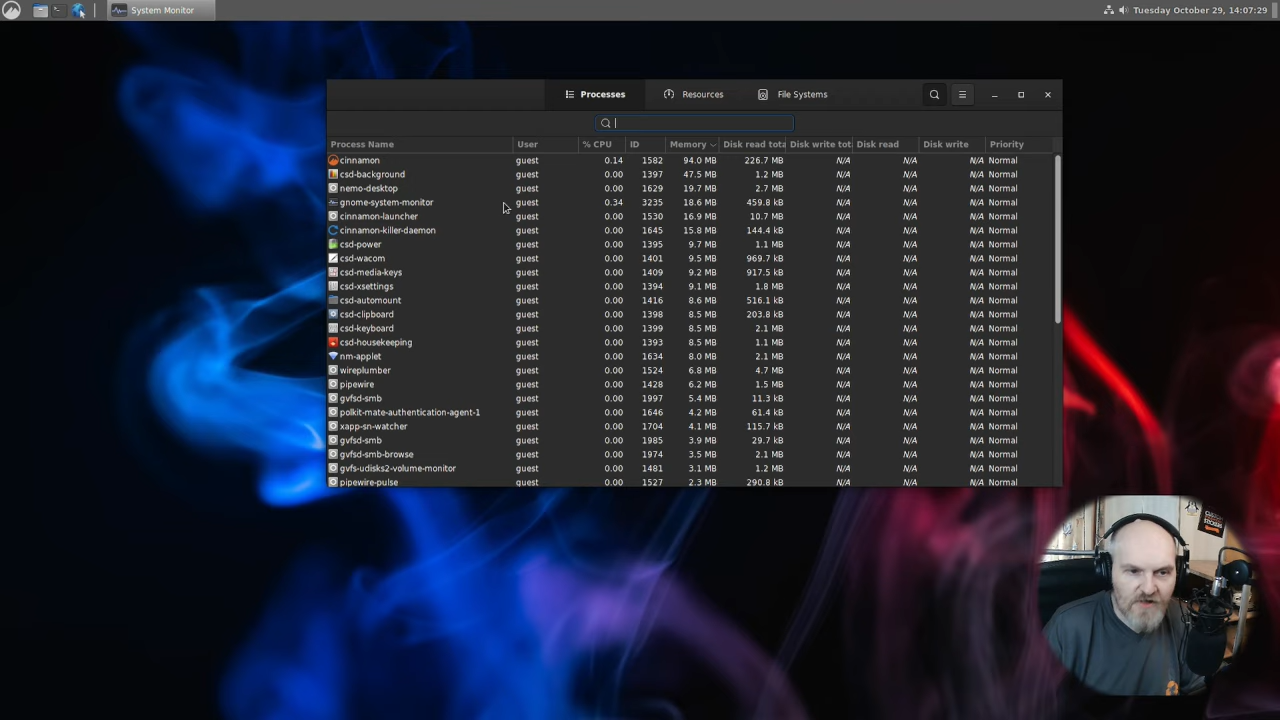 System Monitor
Tuesday October 29, 14:07:29
Processes Resources File Systems
Process Name User % CPU ID Memory Disk read tota Disk write tot Disk read Disk write Priority
cinnamon guest 0.14 1582 94.0 MB 226.7 MB N/A N/A N/A Normal
csd-background guest 0.00 1397 47.5 MB 1.2 MB N/A N/A N/A Normal
nemo-desktop guest 0.00 1629 19.7 MB 2.7 MB N/A N/A N/A Normal
gnome-system-monitor guest 0.34 3235 18.6 MB 459.8 kB N/A N/A N/A Normal
cinnamon-launcher guest 0.00 1530 16.9 MB 10.7 MB N/A N/A N/A Normal
cinnamon-killer-daemon guest 0.00 1645 15.8 MB 144.4 kB N/A N/A N/A Normal
csd-power guest 0.00 1395 9.7 MB 1.1 MB N/A N/A N/A Normal
csd-wacom guest 0.00 1401 9.5 MB 969.7 kB N/A N/A N/A Normal
csd-media-keys guest 0.00 1409 9.2 MB 917.5 kB N/A N/A N/A Normal
csd-xsettings guest 0.00 1394 9.1 MB 1.8 MB N/A N/A N/A Normal
csd-automount guest 0.00 1416 8.6 MB 516.1 kB N/A N/A N/A Normal
csd-clipboard guest 0.00 1398 8.5 MB 203.8 kB N/A N/A N/A Normal
csd-keyboard guest 0.00 1399 8.5 MB 2.1 MB N/A N/A N/A Normal
csd-housekeeping guest 0.00 1393 8.5 MB 1.1 MB N/A N/A N/A Normal
nm-applet guest 0.00 1634 8.0 MB 2.1 MB N/A N/A N/A Normal
wireplumber guest 0.00 1524 6.8 MB 4.7 MB N/A N/A N/A Normal
pipewire guest 0.00 1428 6.2 MB 1.5 MB N/A N/A N/A Normal
gvfsd-smb guest 0.00 1997 5.4 MB 11.3 kB N/A N/A N/A Normal
polkit-mate-authentication-agent-1 guest 0.00 1646 4.2 MB 61.4 kB N/A N/A N/A Normal
xapp-sn-watcher guest 0.00 1704 4.1 MB 115.7 kB N/A N/A N/A Normal
gvfsd-smb guest 0.00 1985 3.9 MB 29.7 kB N/A N/A N/A Normal
gvfsd-smb-browse guest 0.00 1974 3.5 MB 2.1 MB N/A N/A N/A Normal
gvfs-udisks2-volume-monitor guest 0.00 1481 3.1 MB 1.2 MB N/A N/A N/A Normal
pipewire-pulse guest 0.00 1527 2.3 MB 290.8 kB N/A N/A N/A Normal